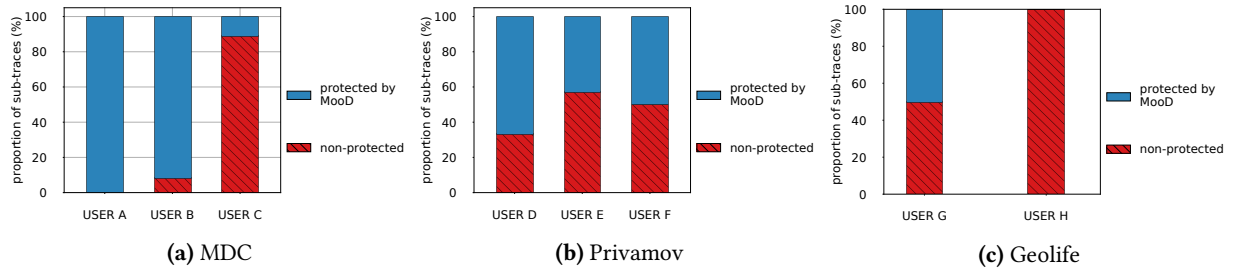 proportion of sub-traces (%)
100
80
60
40
20
0
USER A USER B USER C
protected by
MooD
non-protected
(a) MDC
proportion of sub-traces (%)
100
80
60
40
20
0
USER D USER E USER F
protected by
MooD
non-protected
(b) Privamov
proportion of sub-traces (%)
100
80
60
40
20
0
USER G USER H
protected by
MooD
non-protected
(c) Geolife